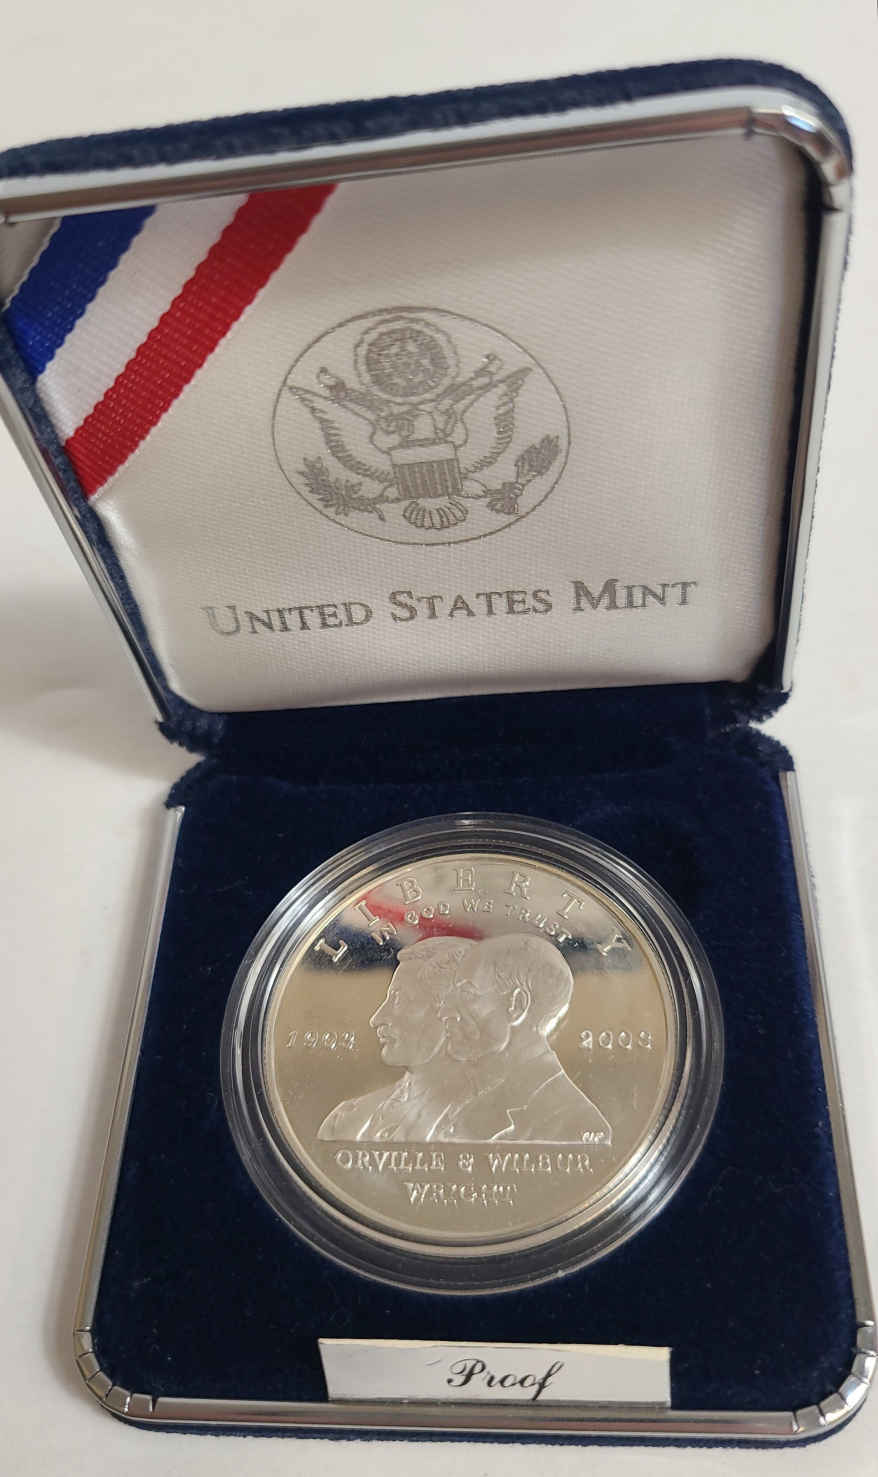 UNITED STATES MINT
LIBERTY
IN GOD WE TRUST
1903 2003
ORVILLE & WILBUR
WRIGHT
Proof